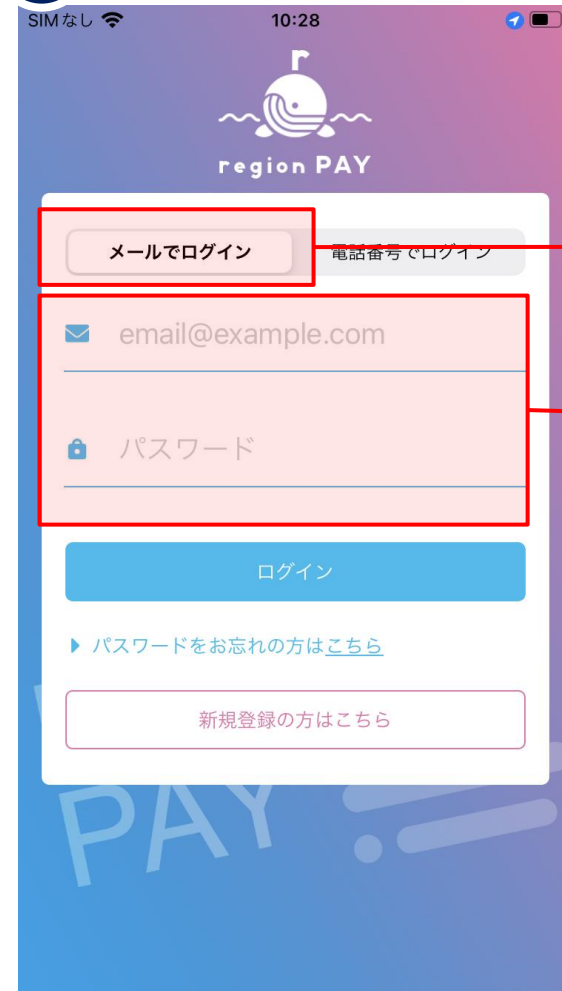 SIMなし
10:28
region PAY
メールでログイン
電話番号でログイン
email@example.com
パスワード
ログイン
パスワードをお忘れの方はこちら
新規登録の方はこちら
PAY